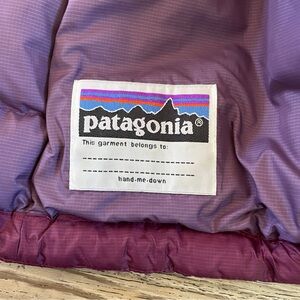 patagonia®
This garment belongs to:
hand-me-down